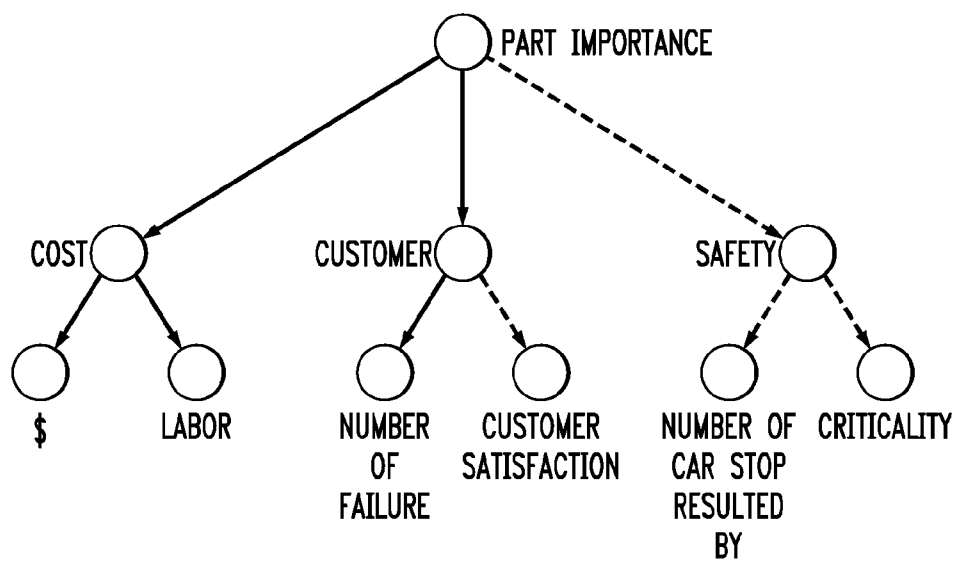 PART IMPORTANCE
COST
CUSTOMER
SAFETY
$
LABOR
NUMBER
OF
FAILURE
CUSTOMER
SATISFACTION
NUMBER OF
CAR STOP
RESULTED
BY
CRITICALITY